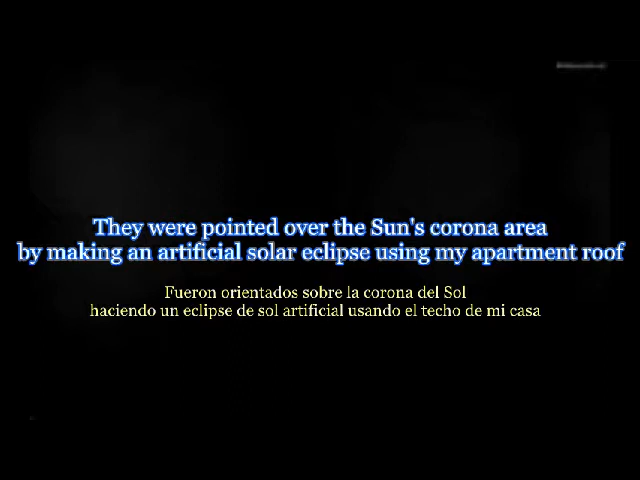 They were pointed over the Sun's corona area
by making an artificial solar eclipse using my apartment roof
Fueron orientados sobre la corona del Sol
haciendo un eclipse de sol artificial usando el techo de mi casa